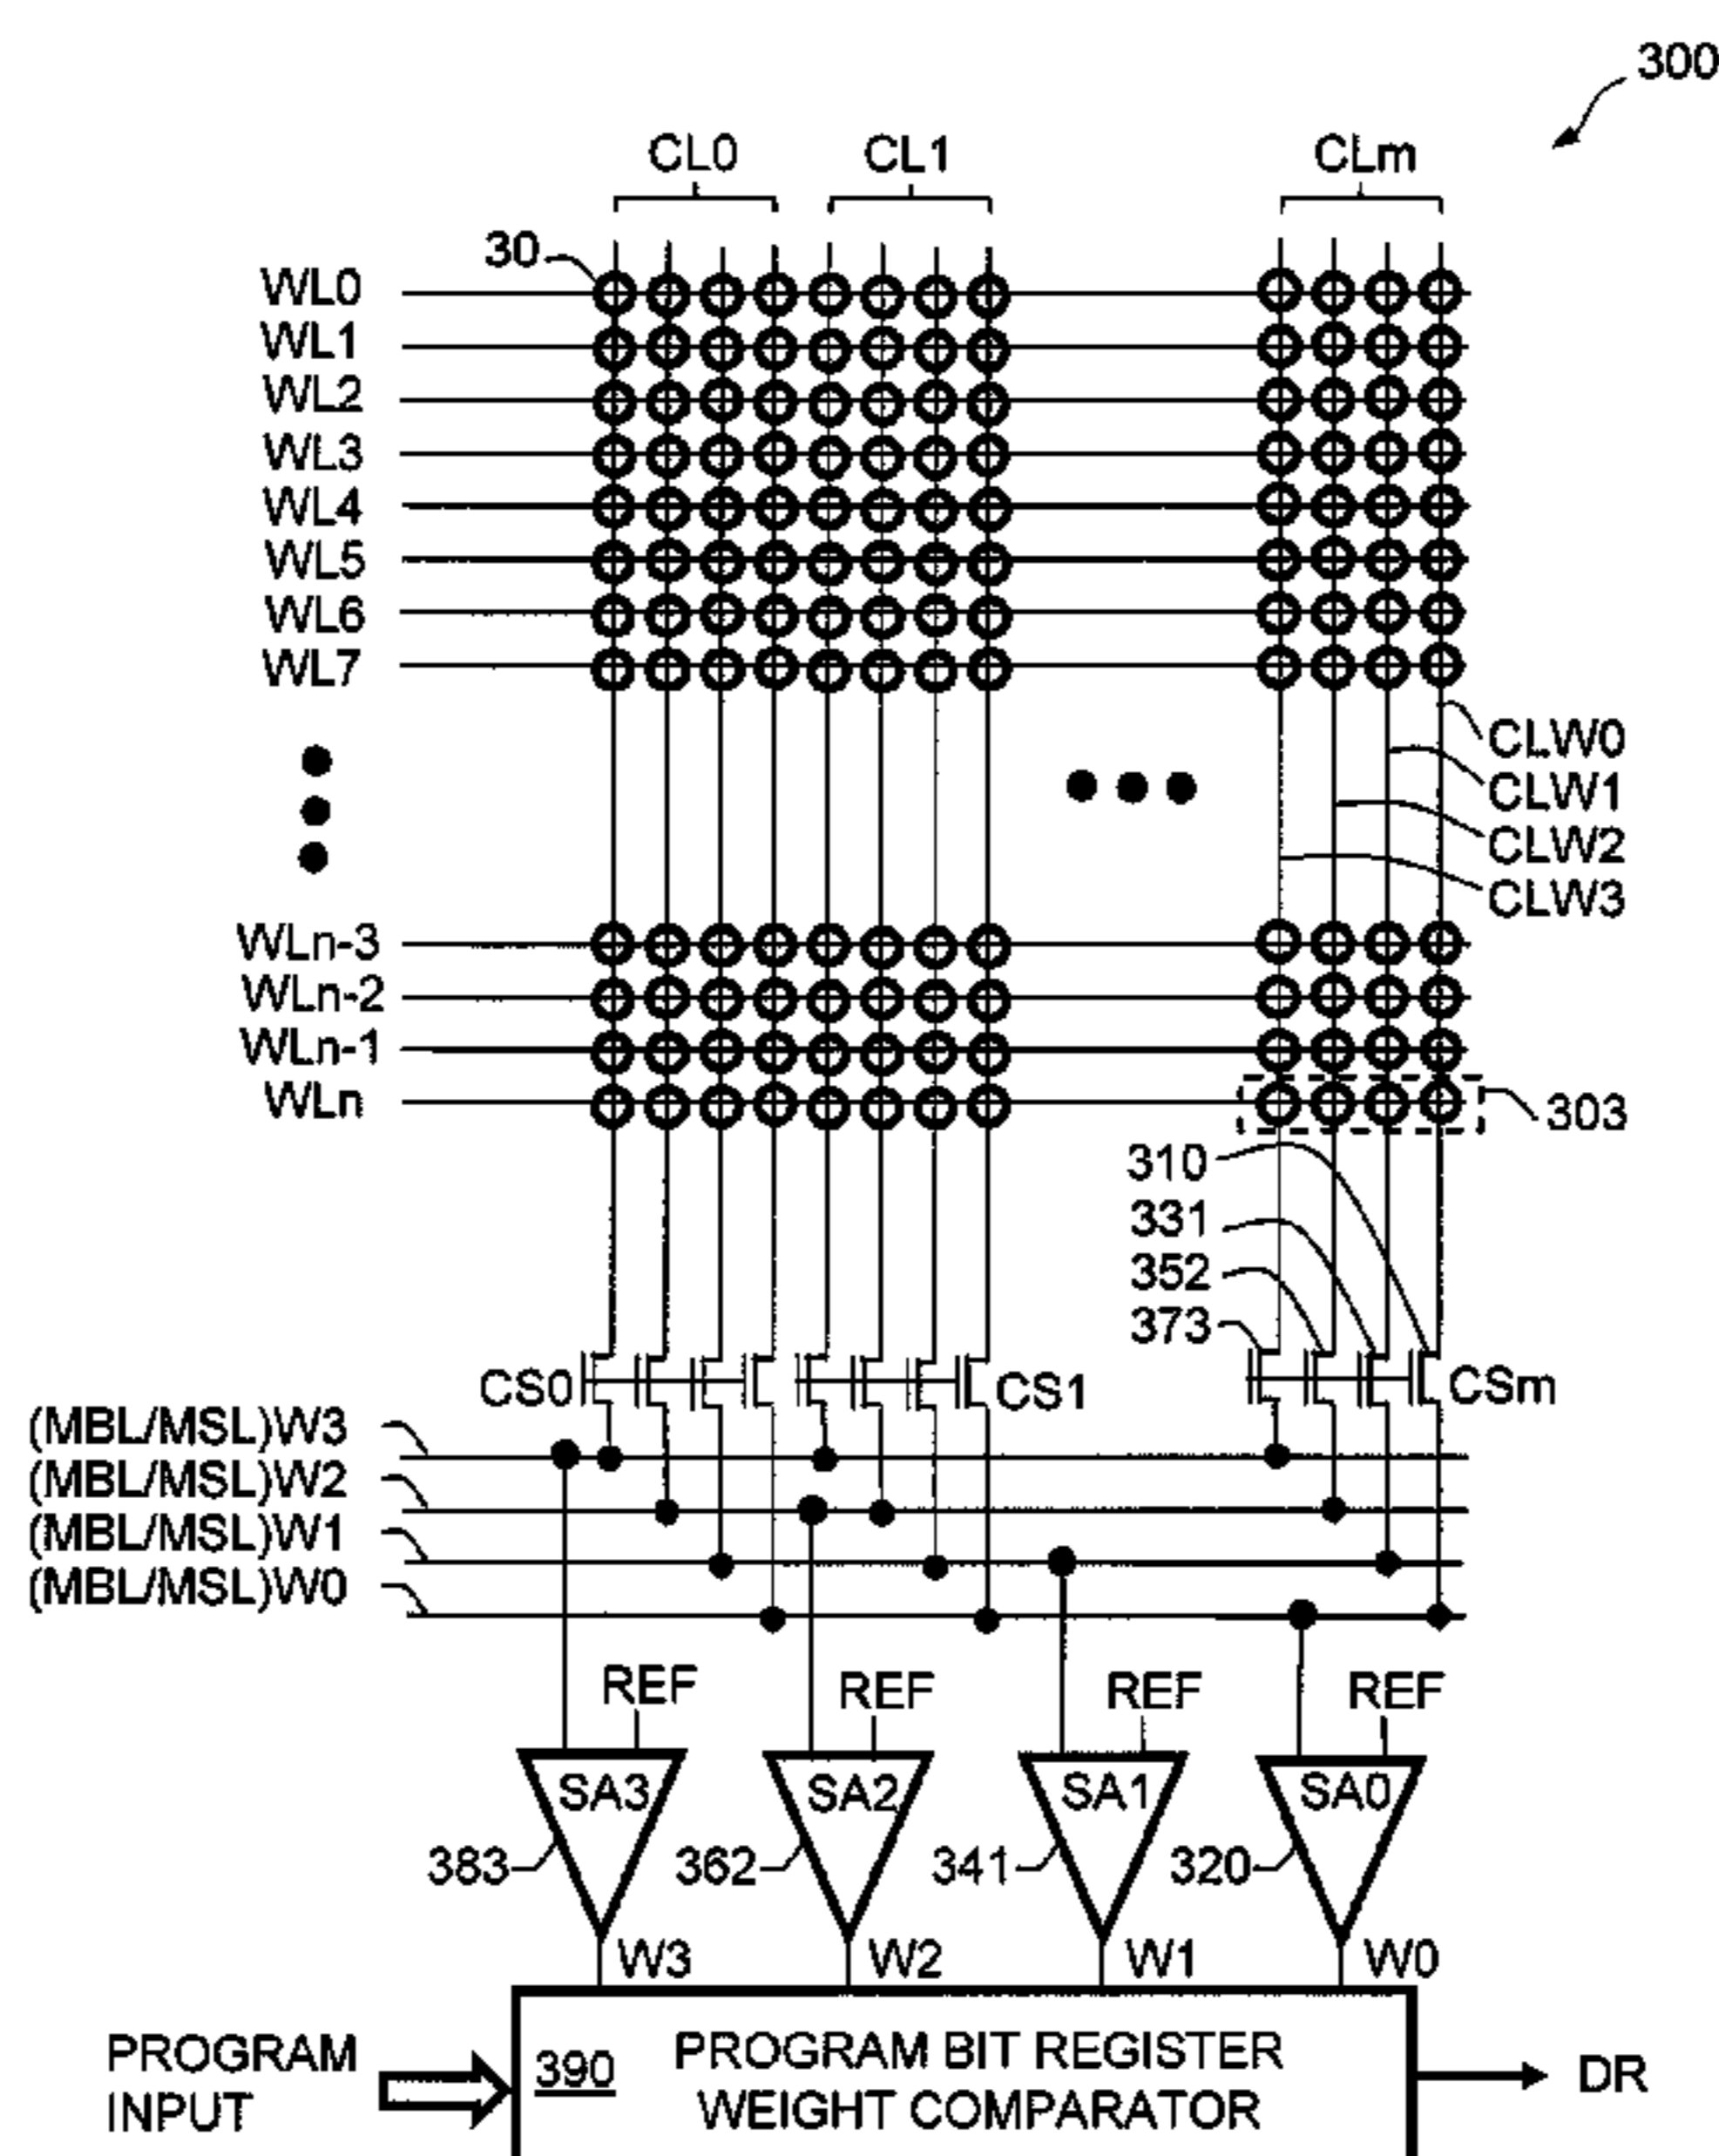 300
CL0 CL1 CLm
30
WL0
WL1
WL2
WL3
WL4
WL5
WL6
WL7
CLW0
CLW1
CLW2
CLW3
WLn-3
WLn-2
WLn-1
WLn
303
310
331
352
373
CS0 CS1 CSm
(MBL/MSL)W3
(MBL/MSL)W2
(MBL/MSL)W1
(MBL/MSL)W0
REF REF REF REF
SA3 SA2 SA1 SA0
383 362 341 320
W3 W2 W1 W0
PROGRAM INPUT
390
PROGRAM BIT REGISTER
WEIGHT COMPARATOR
DR